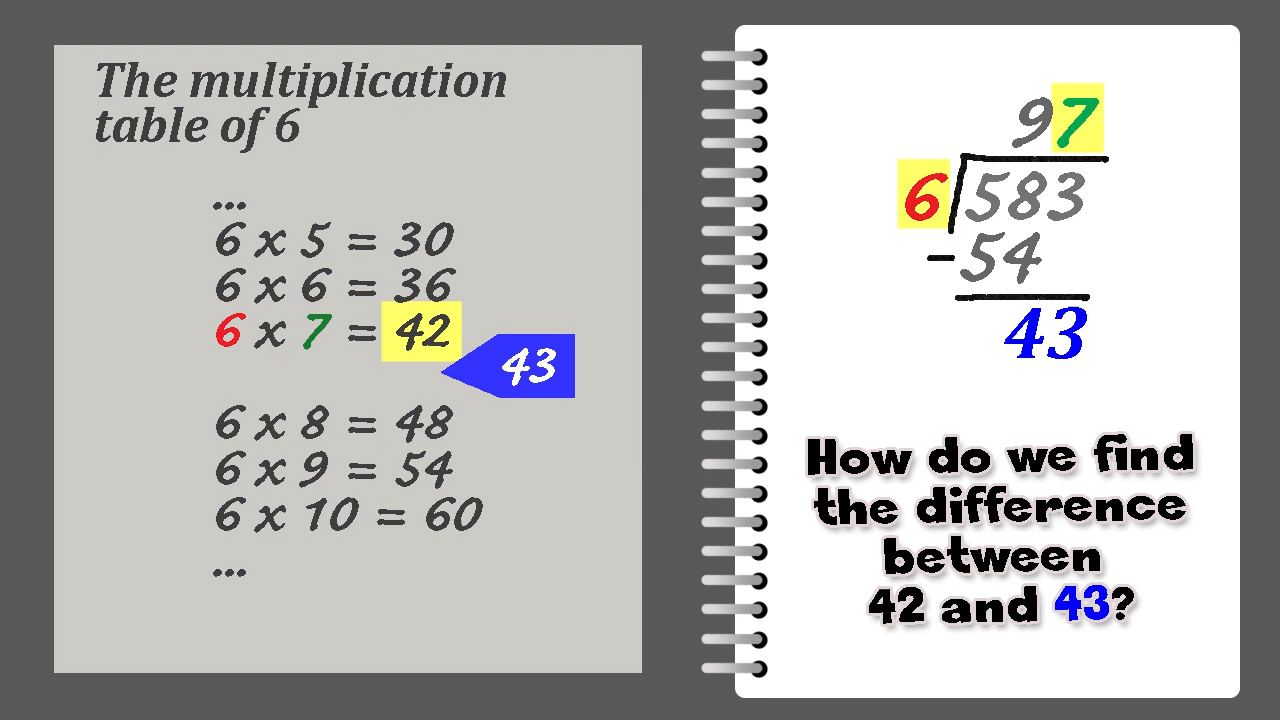 The multiplication
table of 6
...
6 x 5 = 30
6 x 6 = 36
6 x 7 = 42
43
6 x 8 = 48
6 x 9 = 54
6 x 10 = 60
...
97
6 583
-54
43
How do we find
the difference
between
42 and 43?